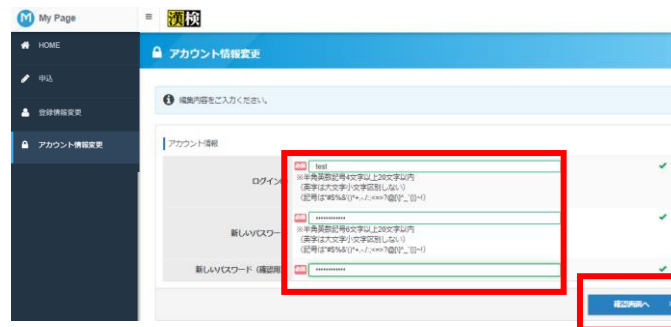 My Page
漢検
HOME
アカウント情報変更
申込
編集内容をご入力ください。
登録情報変更
アカウント情報変更
アカウント情報
ログイン
test
※半角英数記号4文字以上20文字以内
(英字は大文字小文字区別しない)
新しいパスワー
※半角英数記号6文字以上20文字以内
(英字は大文字小文字区別しない)
新しいパスワード(確認用
確認画面へ